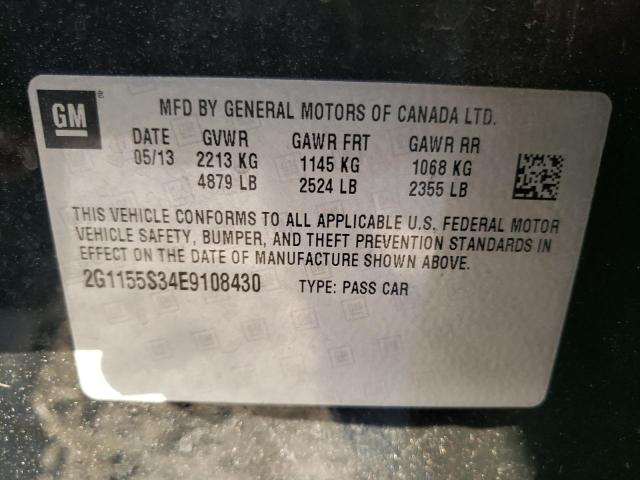 GM
MFD BY GENERAL MOTORS OF CANADA LTD.
DATE GVWR GAWR FRT GAWR RR
05/13 2213 KG 1145 KG 1068 KG
4879 LB 2524 LB 2355 LB
THIS VEHICLE CONFORMS TO ALL APPLICABLE U.S. FEDERAL MOTOR
VEHICLE SAFETY, BUMPER, AND THEFT PREVENTION STANDARDS IN
EFFECT ON THE DATE OF MANUFACTURE SHOWN ABOVE.
2G1155S34E9108430 TYPE: PASS CAR